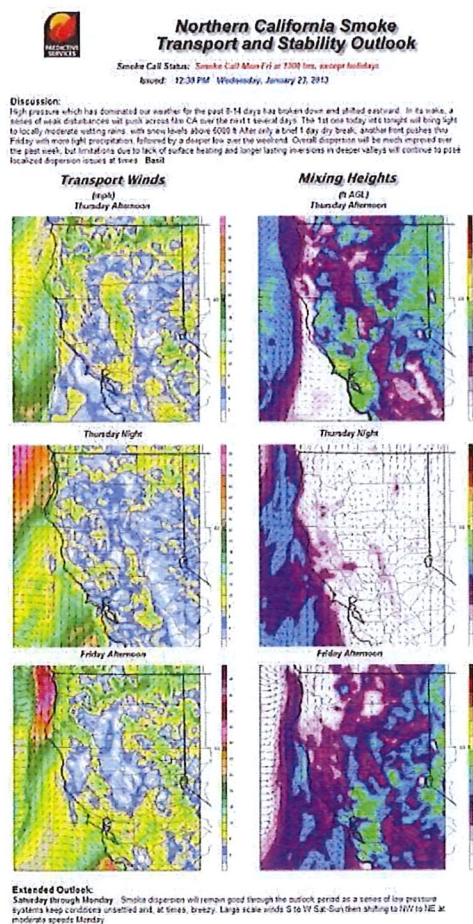 PREDICTIVE
SERVICES
Northern California Smoke
Transport and Stability Outlook
Smoke Call Status: Smoke Call Mon-Fri at 1300 hrs, except holidays
Issued: 12:30 PM Wednesday, January 23, 2013
Discussion:
High pressure which has dominated our weather for the past 8-14 days has broken down and shifted eastward. In its wake, a
series of weak disturbances will push across CA over the next several days. The 1st one today into tonight will bring light
to locally moderate wetting rains, with snow levels above 6000 ft. After only a brief 1 day dry break, another front pushes thru
Friday with more light precipitation, followed by a deeper low over the weekend. Overall dispersion will be much improved over
the past week, but limitations due to lack of surface heating and longer lasting inversions in deeper valleys will continue to pose
localized dispersion issues at times. Basil
Transport Winds
(mph)
Thursday Afternoon
Mixing Heights
(ft AGL)
Thursday Afternoon
Thursday Night
Thursday Night
Friday Afternoon
Friday Afternoon
Extended Outlook:
Saturday through Monday Smoke dispersion will remain good through the outlook period as a series of low pressure
systems keep conditions unsettled and, at times, breezy. Large scale winds S to W Sat-Sun then shifting to NW to NE at
moderate speeds Monday